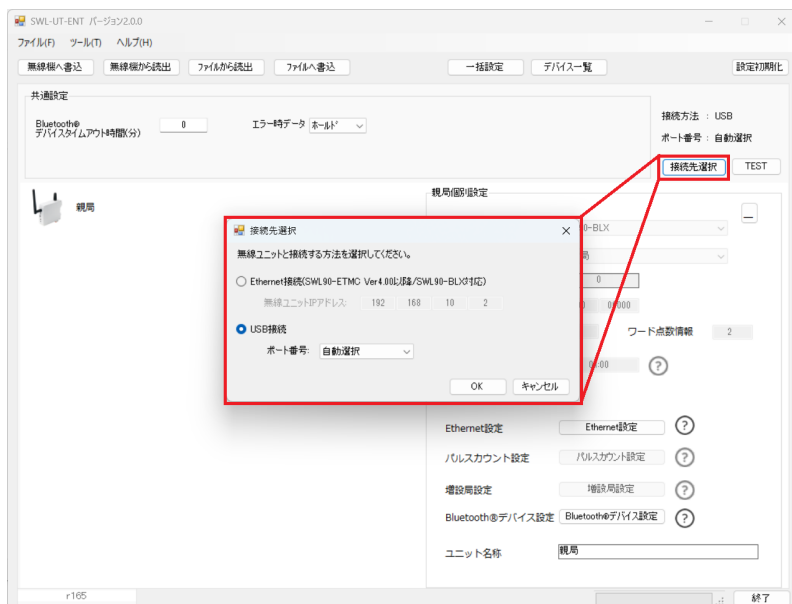 SWL-UT-ENT バージョン2.0.0
ファイル(F) ツール(T) ヘルプ(H)
無線機へ書込 無線機から読出 ファイルから読出 ファイルへ書込 一括設定 デバイス一覧 設定初期化
共通設定
Bluetooth®
デバイスタイムアウト時間(分) 0 エラー時データ ホールド
接続方法 : USB
ポート番号 : 自動選択
接続先選択 TEST
親局
親局個別設定
接続先選択
無線ユニットと接続する方法を選択してください。
Ethernet接続(SWL90-ETMC Ver4.00以降/SWL90-BLX対応)
無線ユニットIPアドレス: 192 168 10 2
USB接続
ポート番号: 自動選択
OK キャンセル
0-BLX
局
0
00000
ワード点数情報 2
00:00
Ethernet設定 Ethernet設定 ?
パルスカウント設定 パルスカウント設定 ?
増設局設定 増設局設定 ?
Bluetooth®デバイス設定 Bluetooth®デバイス設定 ?
ユニット名称 親局
r165
終了